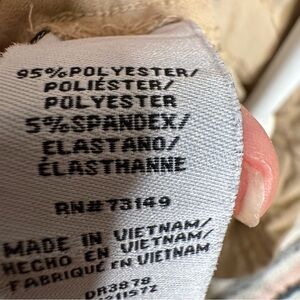 95%POLYESTER/
POLIÉSTER/
POLYESTER
5%SPANDEX/
ELASTANO/
ÉLASTHANNE
RN#73149
MADE IN VIETNAM/
HECHO EN VIETNAM/
FABRIQUÉ EN VIETNAM
DR3878